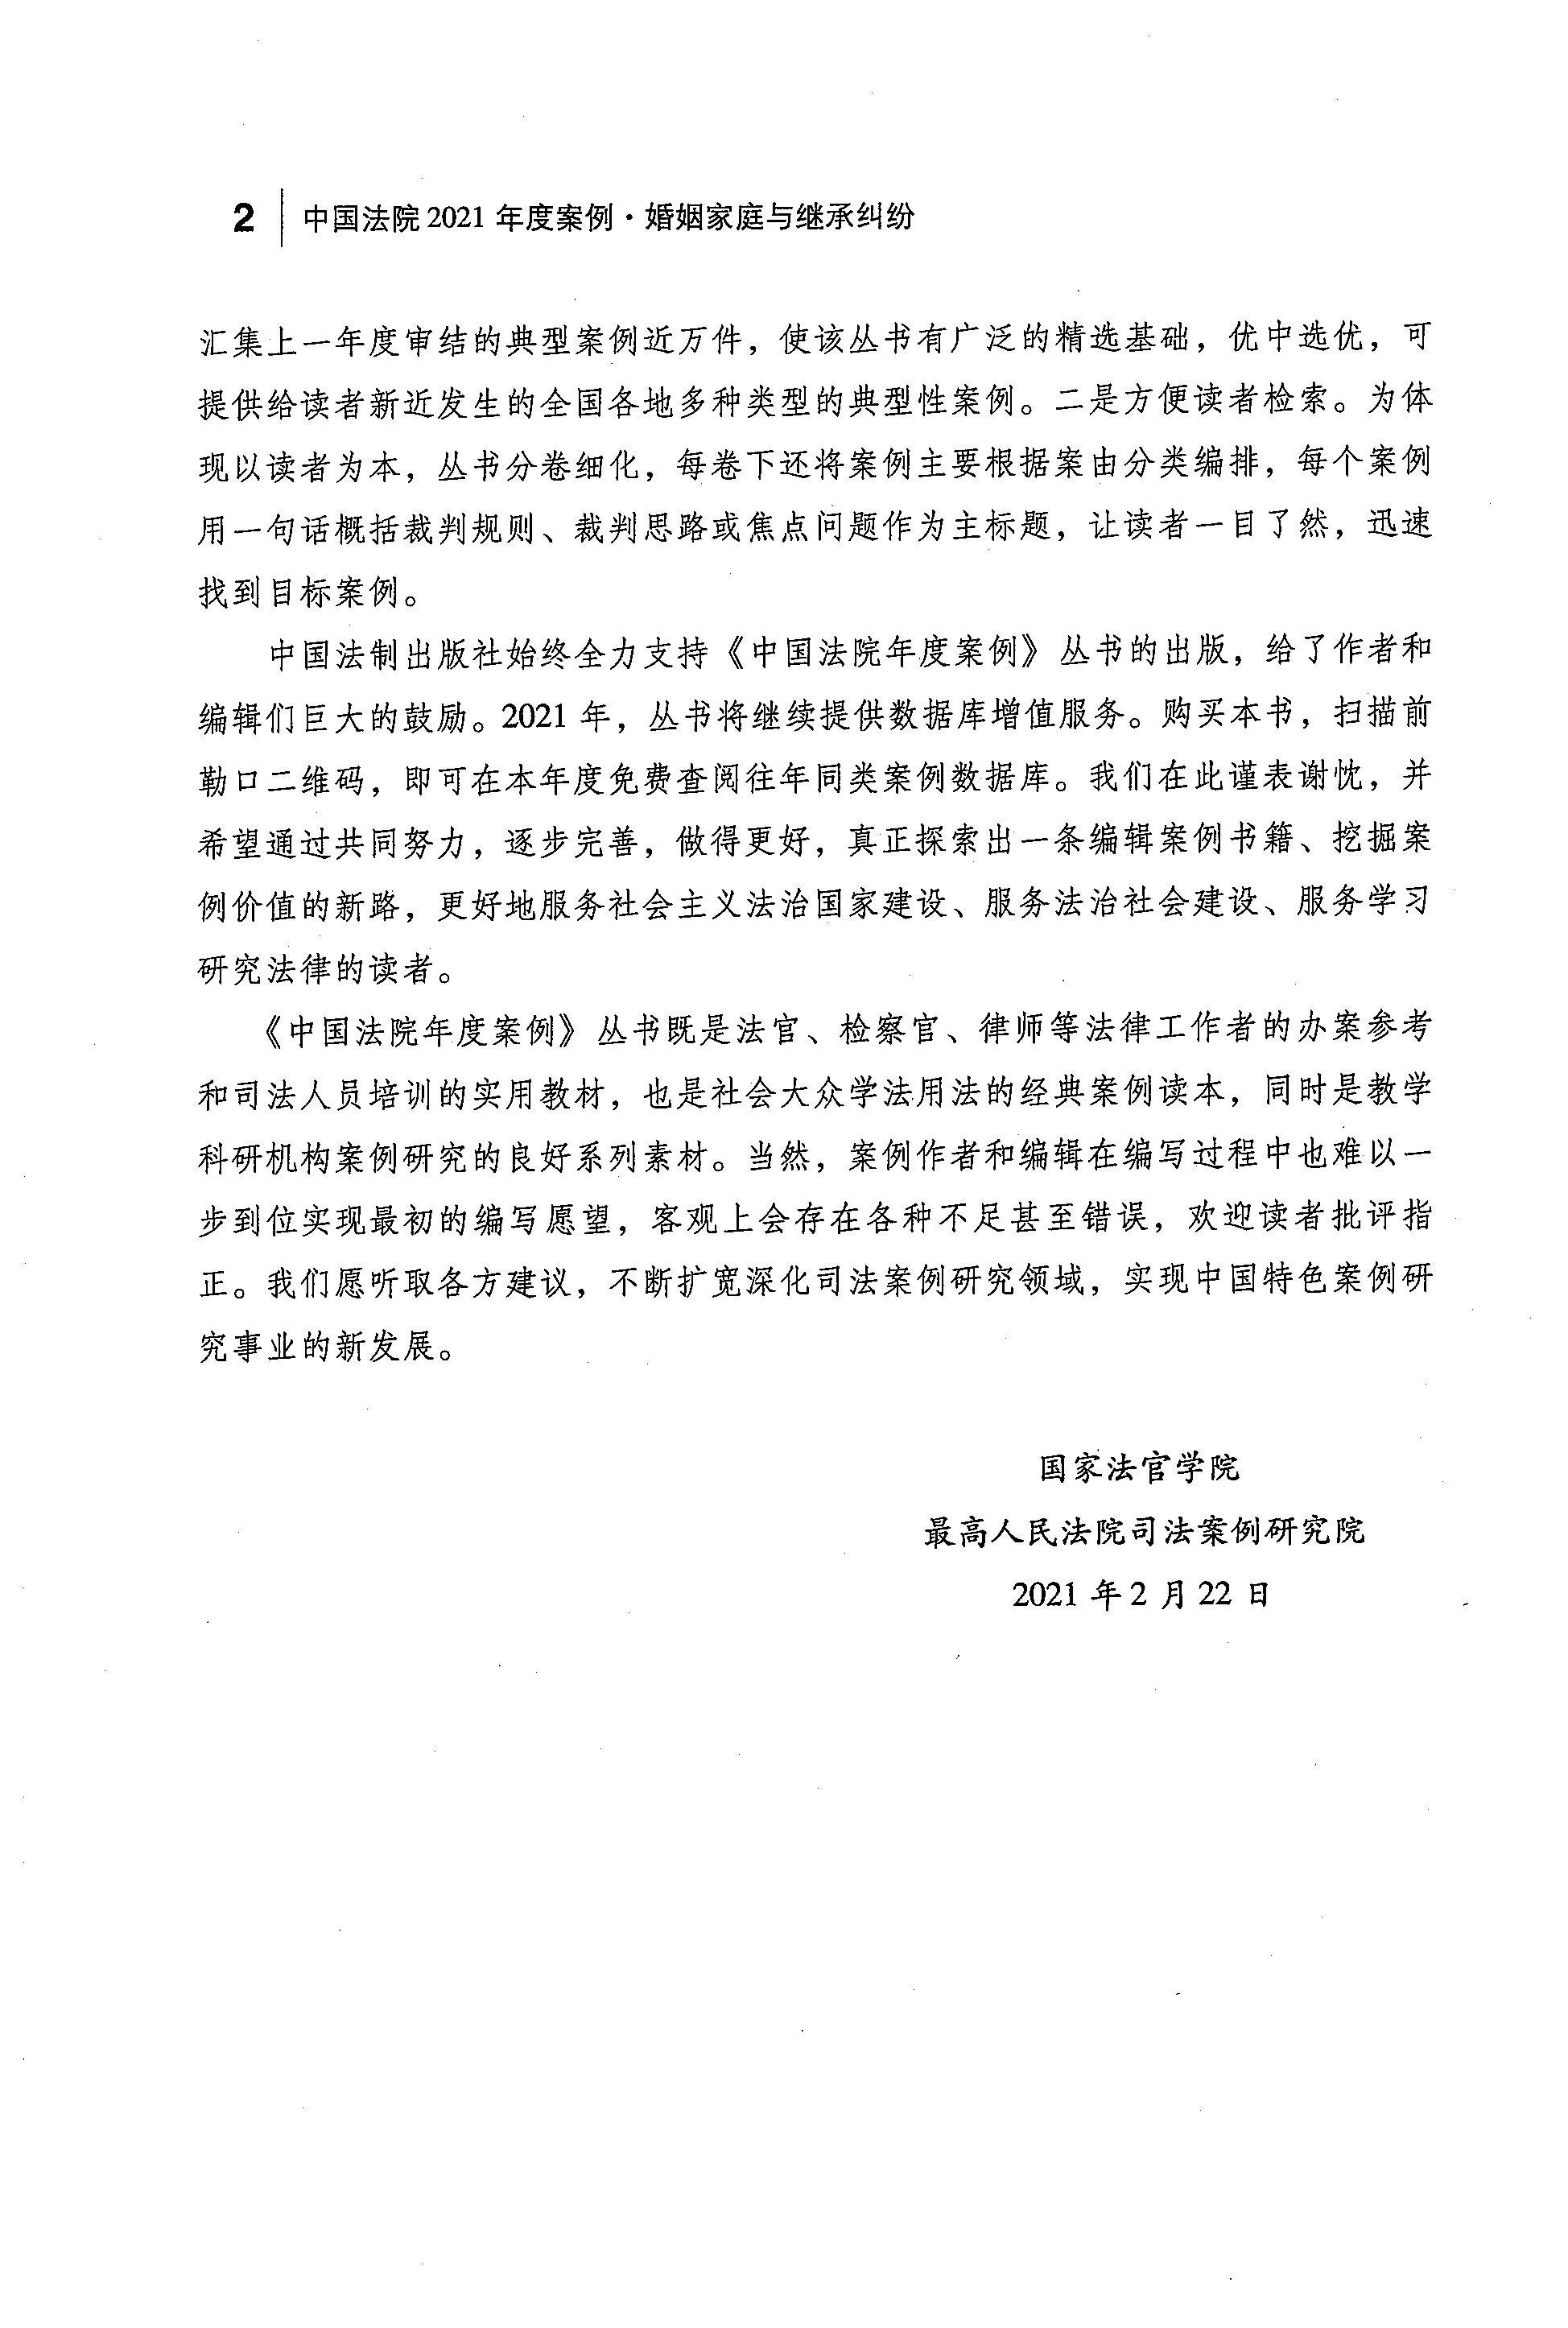 2 中国法院 2021 年度案例·婚姻家庭与继承纠纷
汇集上一年度审结的典型案例近万件，使该丛书有广泛的精选基础，优中选优，可
提供给读者新近发生的全国各地多种类型的典型性案例。二是方便读者检索。为体
现以读者为本，丛书分卷细化，每卷下还将案例主要根据案由分类编排，每个案例
用一句话概括裁判规则、裁判思路或焦点问题作为主标题，让读者一目了然，迅速
找到目标案例。
中国法制出版社始终全力支持《中国法院年度案例》丛书的出版，给了作者和
编辑们巨大的鼓励。2021 年，丛书将继续提供数据库增值服务。购买本书，扫描前
勒口二维码，即可在本年度免费查阅往年同类案例数据库。我们在此谨表谢忱，并
希望通过共同努力，逐步完善，做得更好，真正探索出一条编辑案例书籍、挖掘案
例价值的新路，更好地服务社会主义法治国家建设、服务法治社会建设、服务学习
研究法律的读者。
《中国法院年度案例》丛书既是法官、检察官、律师等法律工作者的办案参考
和司法人员培训的实用教材，也是社会大众学法用法的经典案例读本，同时是教学
科研机构案例研究的良好系列素材。当然，案例作者和编辑在编写过程中也难以一
步到位实现最初的编写愿望，客观上会存在各种不足甚至错误，欢迎读者批评指
正。我们愿听取各方建议，不断扩宽深化司法案例研究领域，实现中国特色案例研
究事业的新发展。
国家法官学院
最高人民法院司法案例研究院
2021 年 2 月 22 日